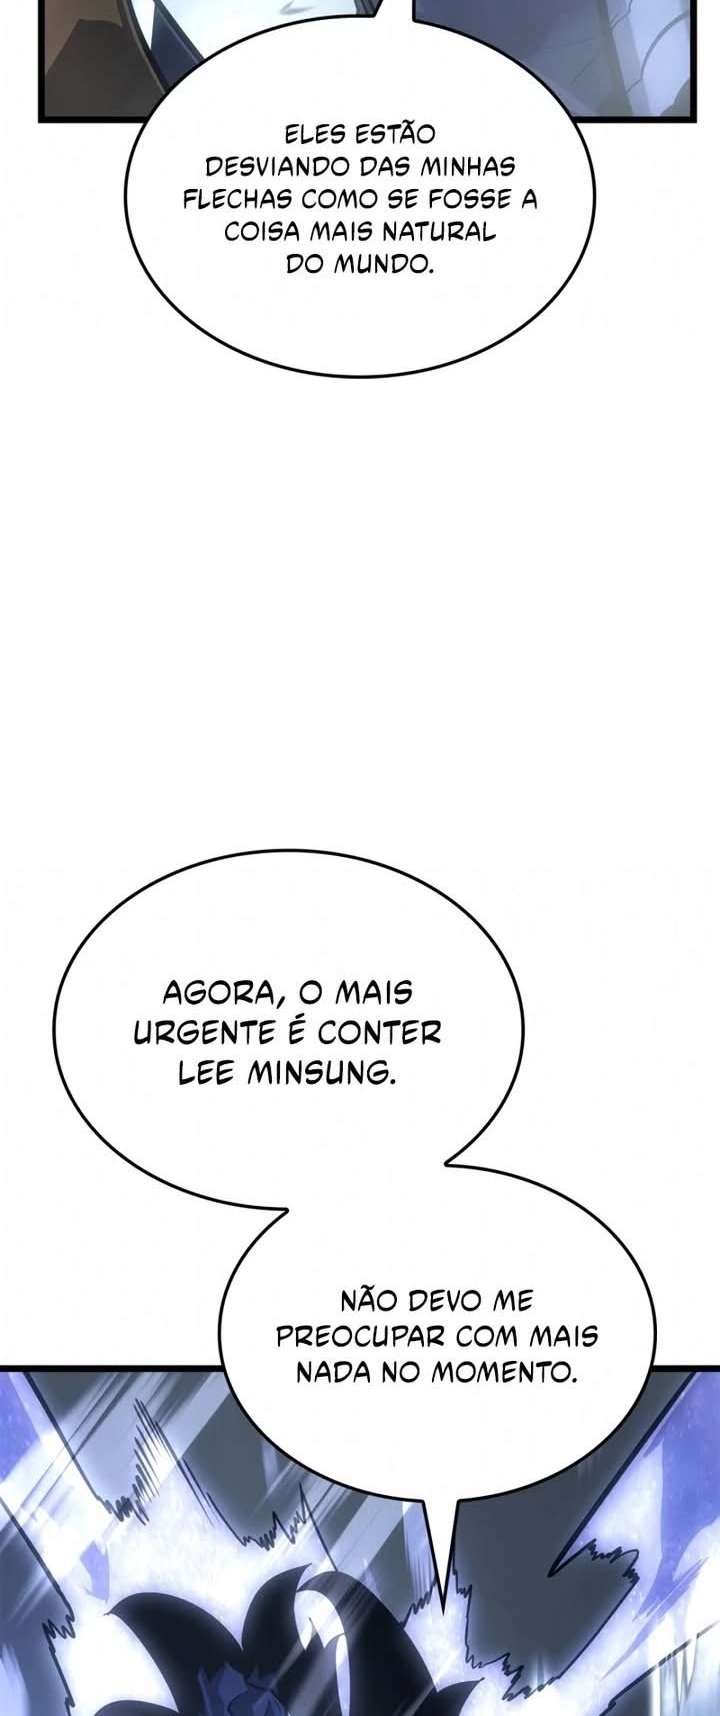 ELES ESTÃO
DESVIANDO DAS MINHAS
FLECHAS COMO SE FOSSE A
COISA MAIS NATURAL
DO MUNDO.
AGORA, O MAIS
URGENTE É CONTER
LEE MINSUNG.
NÃO DEVO ME
PREOCUPAR COM MAIS
NADA NO MOMENTO.